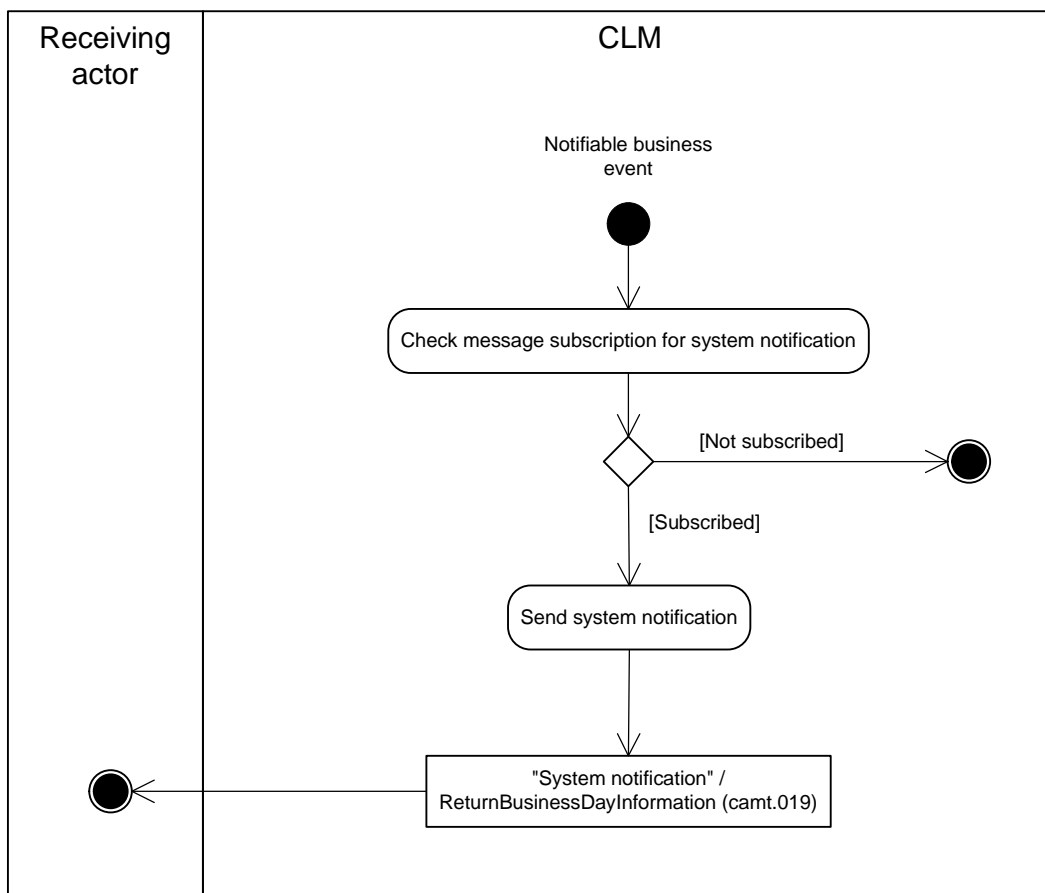 Receiving
actor
CLM
Notifiable business
event
Check message subscription for system notification
[Not subscribed]
[Subscribed]
Send system notification
"System notification" /
ReturnBusinessDayInformation (camt.019)